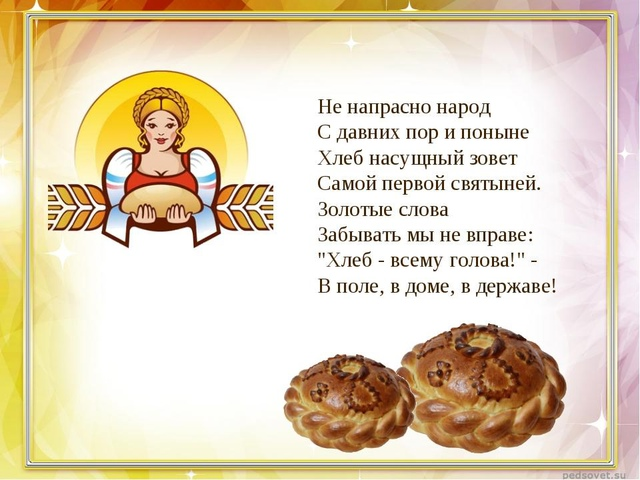 Не напрасно народ
С давних пор и поныне
Хлеб насущный зовет
Самой первой святыней.
Золотые слова
Забывать мы не вправе:
"Хлеб - всему голова!" -
В поле, в доме, в державе!
pedsovet.su